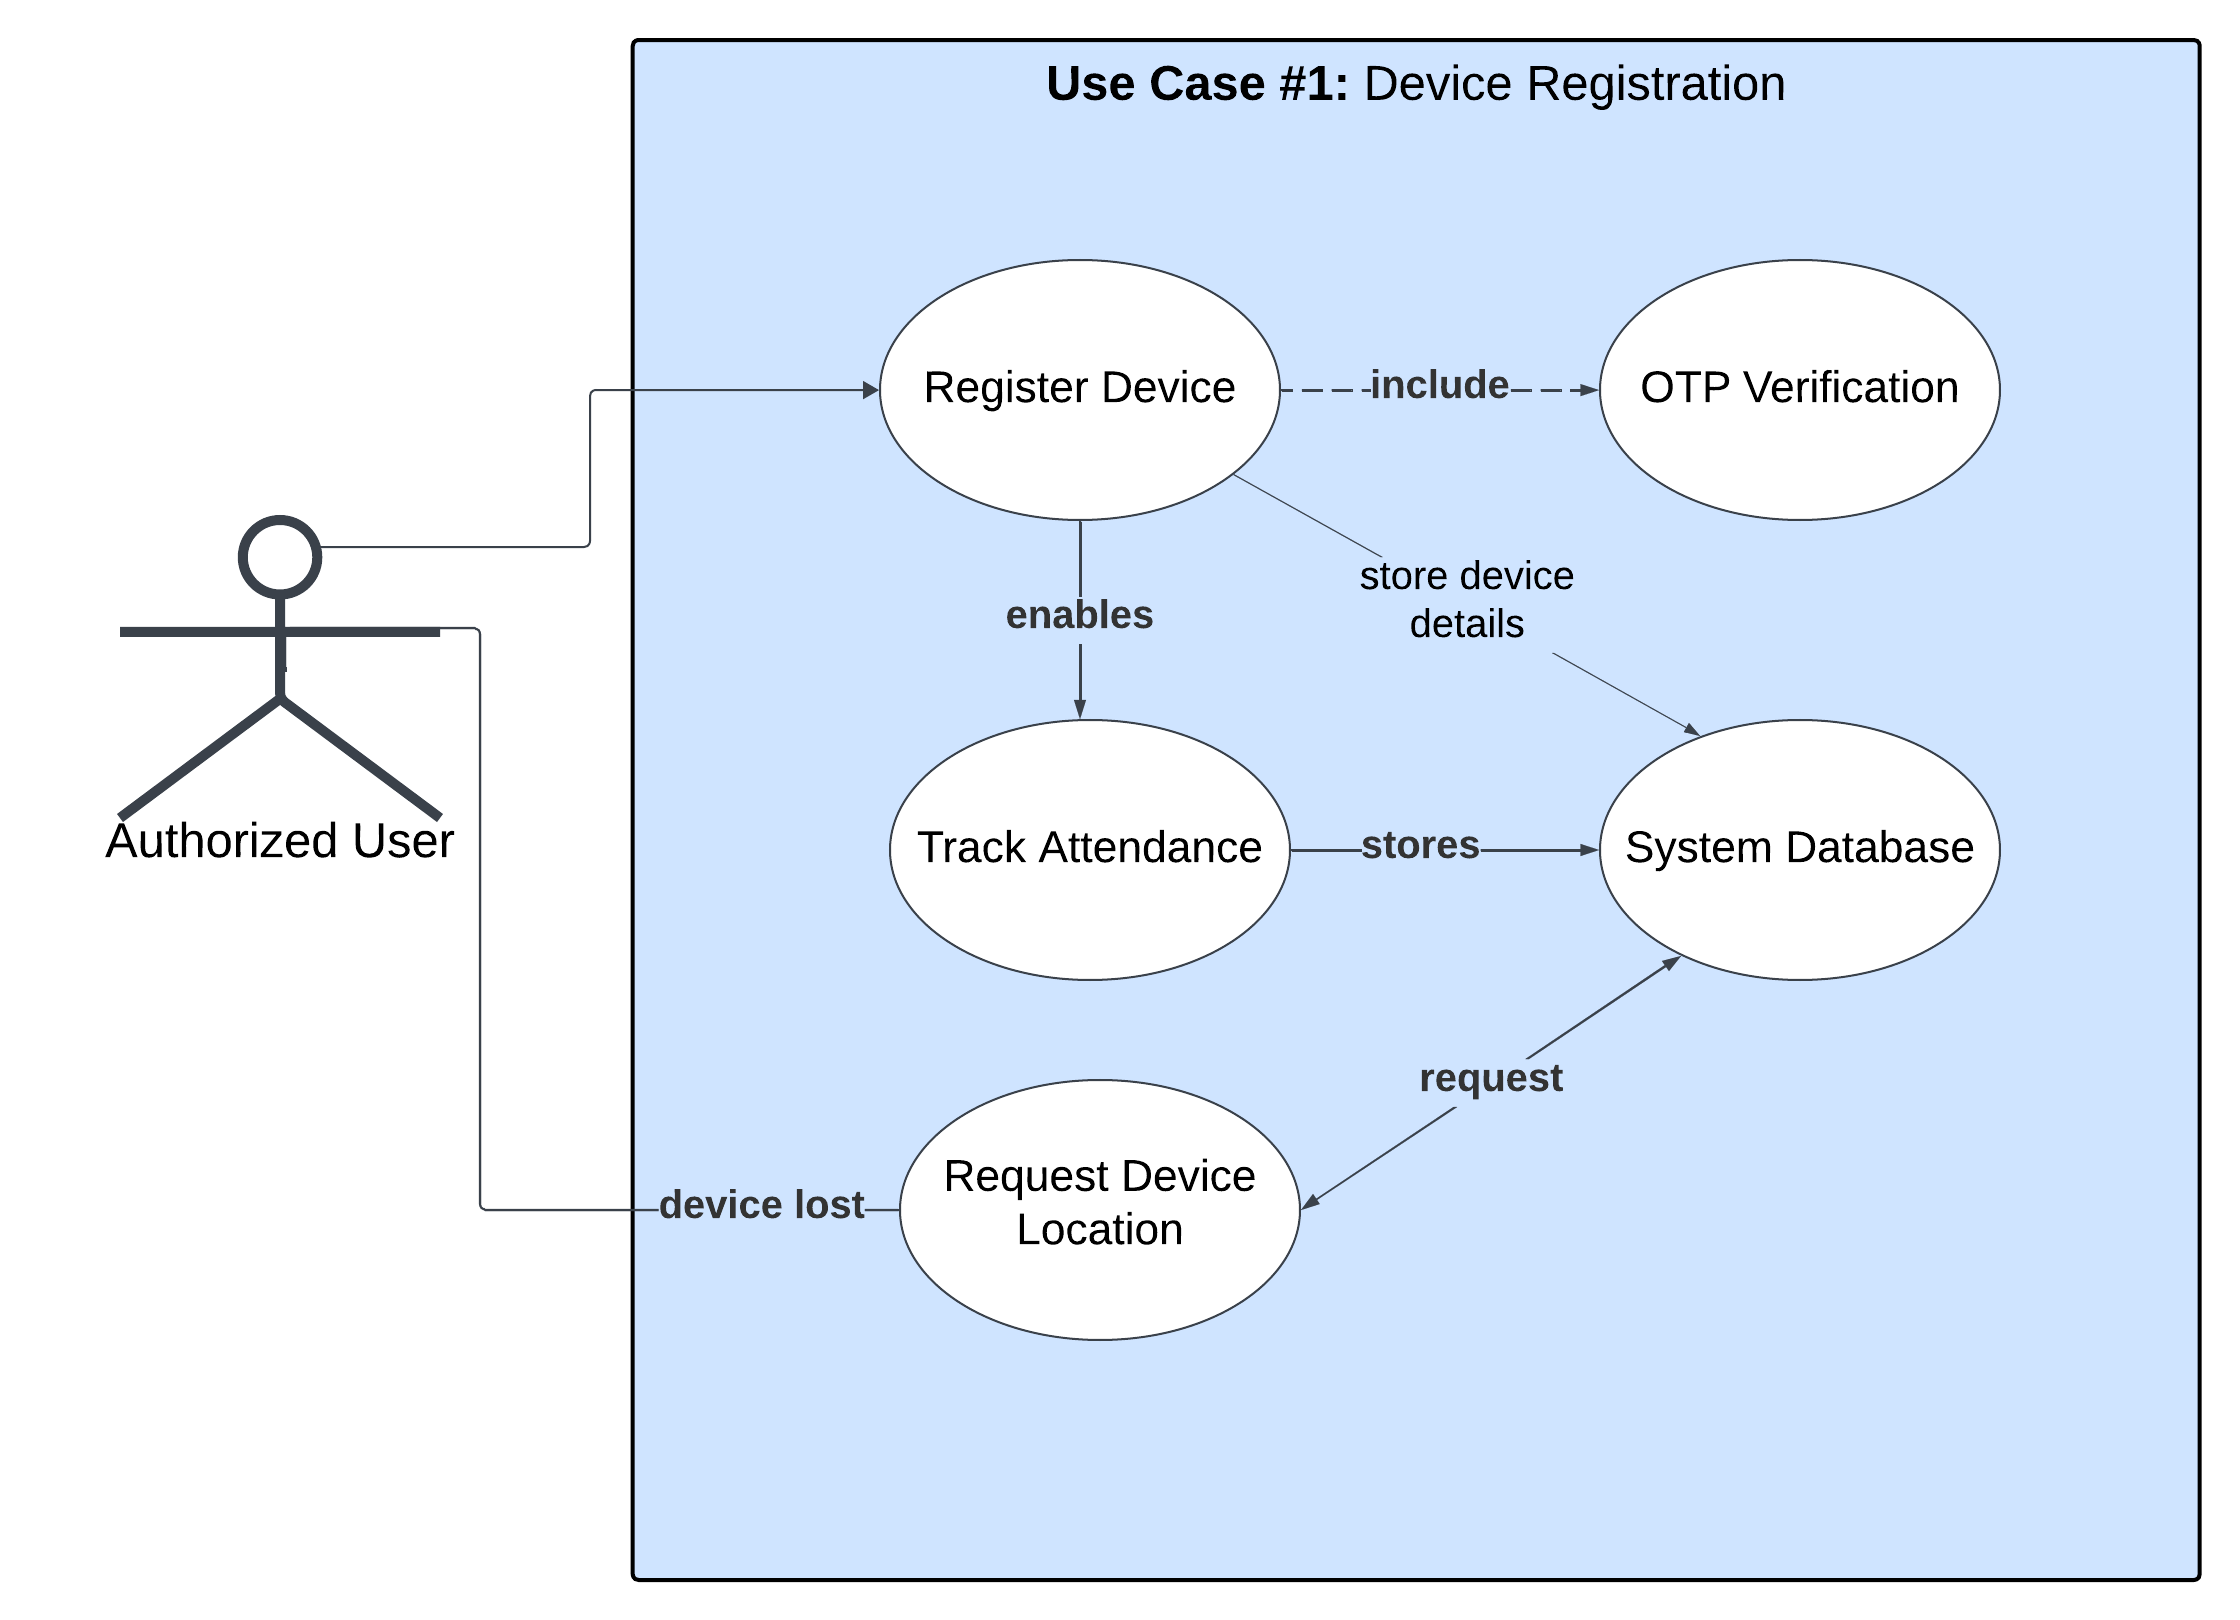 Use Case #1: Device Registration
Register Device
include
OTP Verification
store device
details
enables
Authorized User
Track Attendance
stores
System Database
request
device lost
Request Device
Location